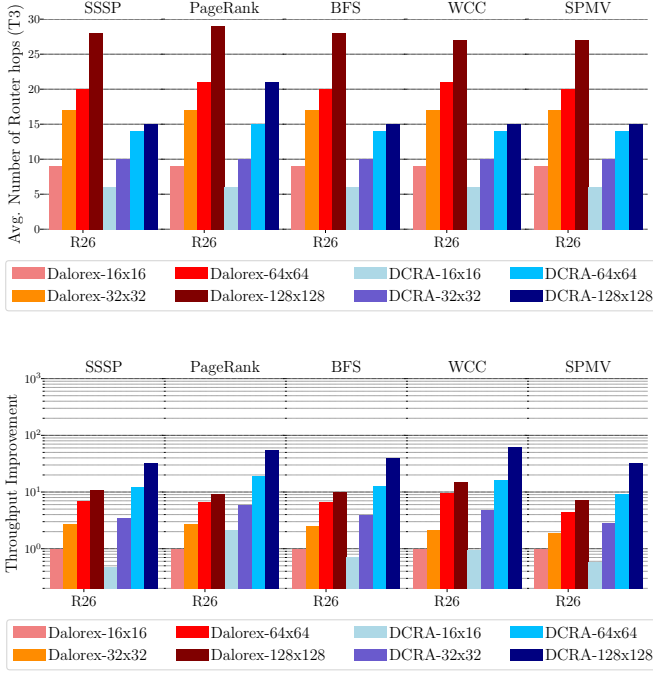 SSSP PageRank BFS WCC SPMV
Avg. Number of Router hops (T3)
30
25
20
15
10
5
0
R26 R26 R26 R26 R26
Dalorex-16x16 Dalorex-64x64 DCRA-16x16 DCRA-64x64
Dalorex-32x32 Dalorex-128x128 DCRA-32x32 DCRA-128x128
SSSP PageRank BFS WCC SPMV
Throughput Improvement
10³
10²
10¹
10⁰
R26 R26 R26 R26 R26
Dalorex-16x16 Dalorex-64x64 DCRA-16x16 DCRA-64x64
Dalorex-32x32 Dalorex-128x128 DCRA-32x32 DCRA-128x128